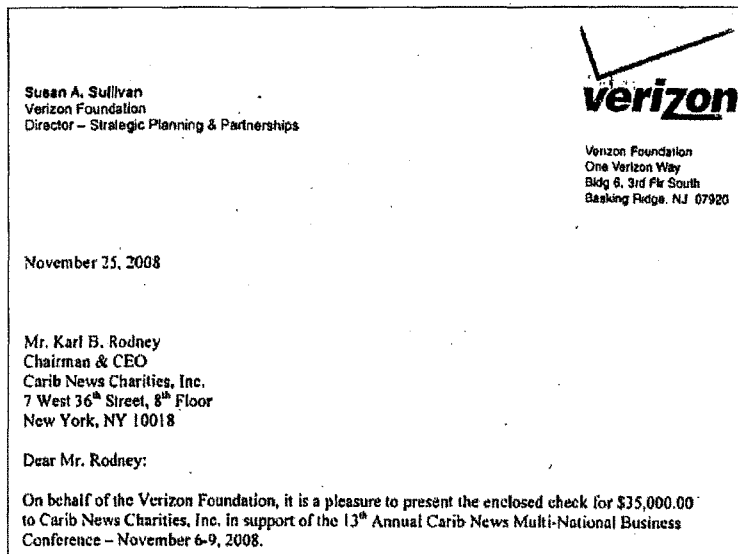 Susan A. Sullivan
Verizon Foundation
Director – Strategic Planning & Partnerships
verizon
Verizon Foundation
One Verizon Way
Bldg 6, 3rd Flr South
Basking Ridge, NJ 07920
November 25, 2008
Mr. Karl B. Rodney
Chairman & CEO
Carib News Charities, Inc.
7 West 36th Street, 8th Floor
New York, NY 10018
Dear Mr. Rodney:
On behalf of the Verizon Foundation, it is a pleasure to present the enclosed check for $35,000.00
to Carib News Charities, Inc. in support of the 13th Annual Carib News Multi-National Business
Conference – November 6-9, 2008.